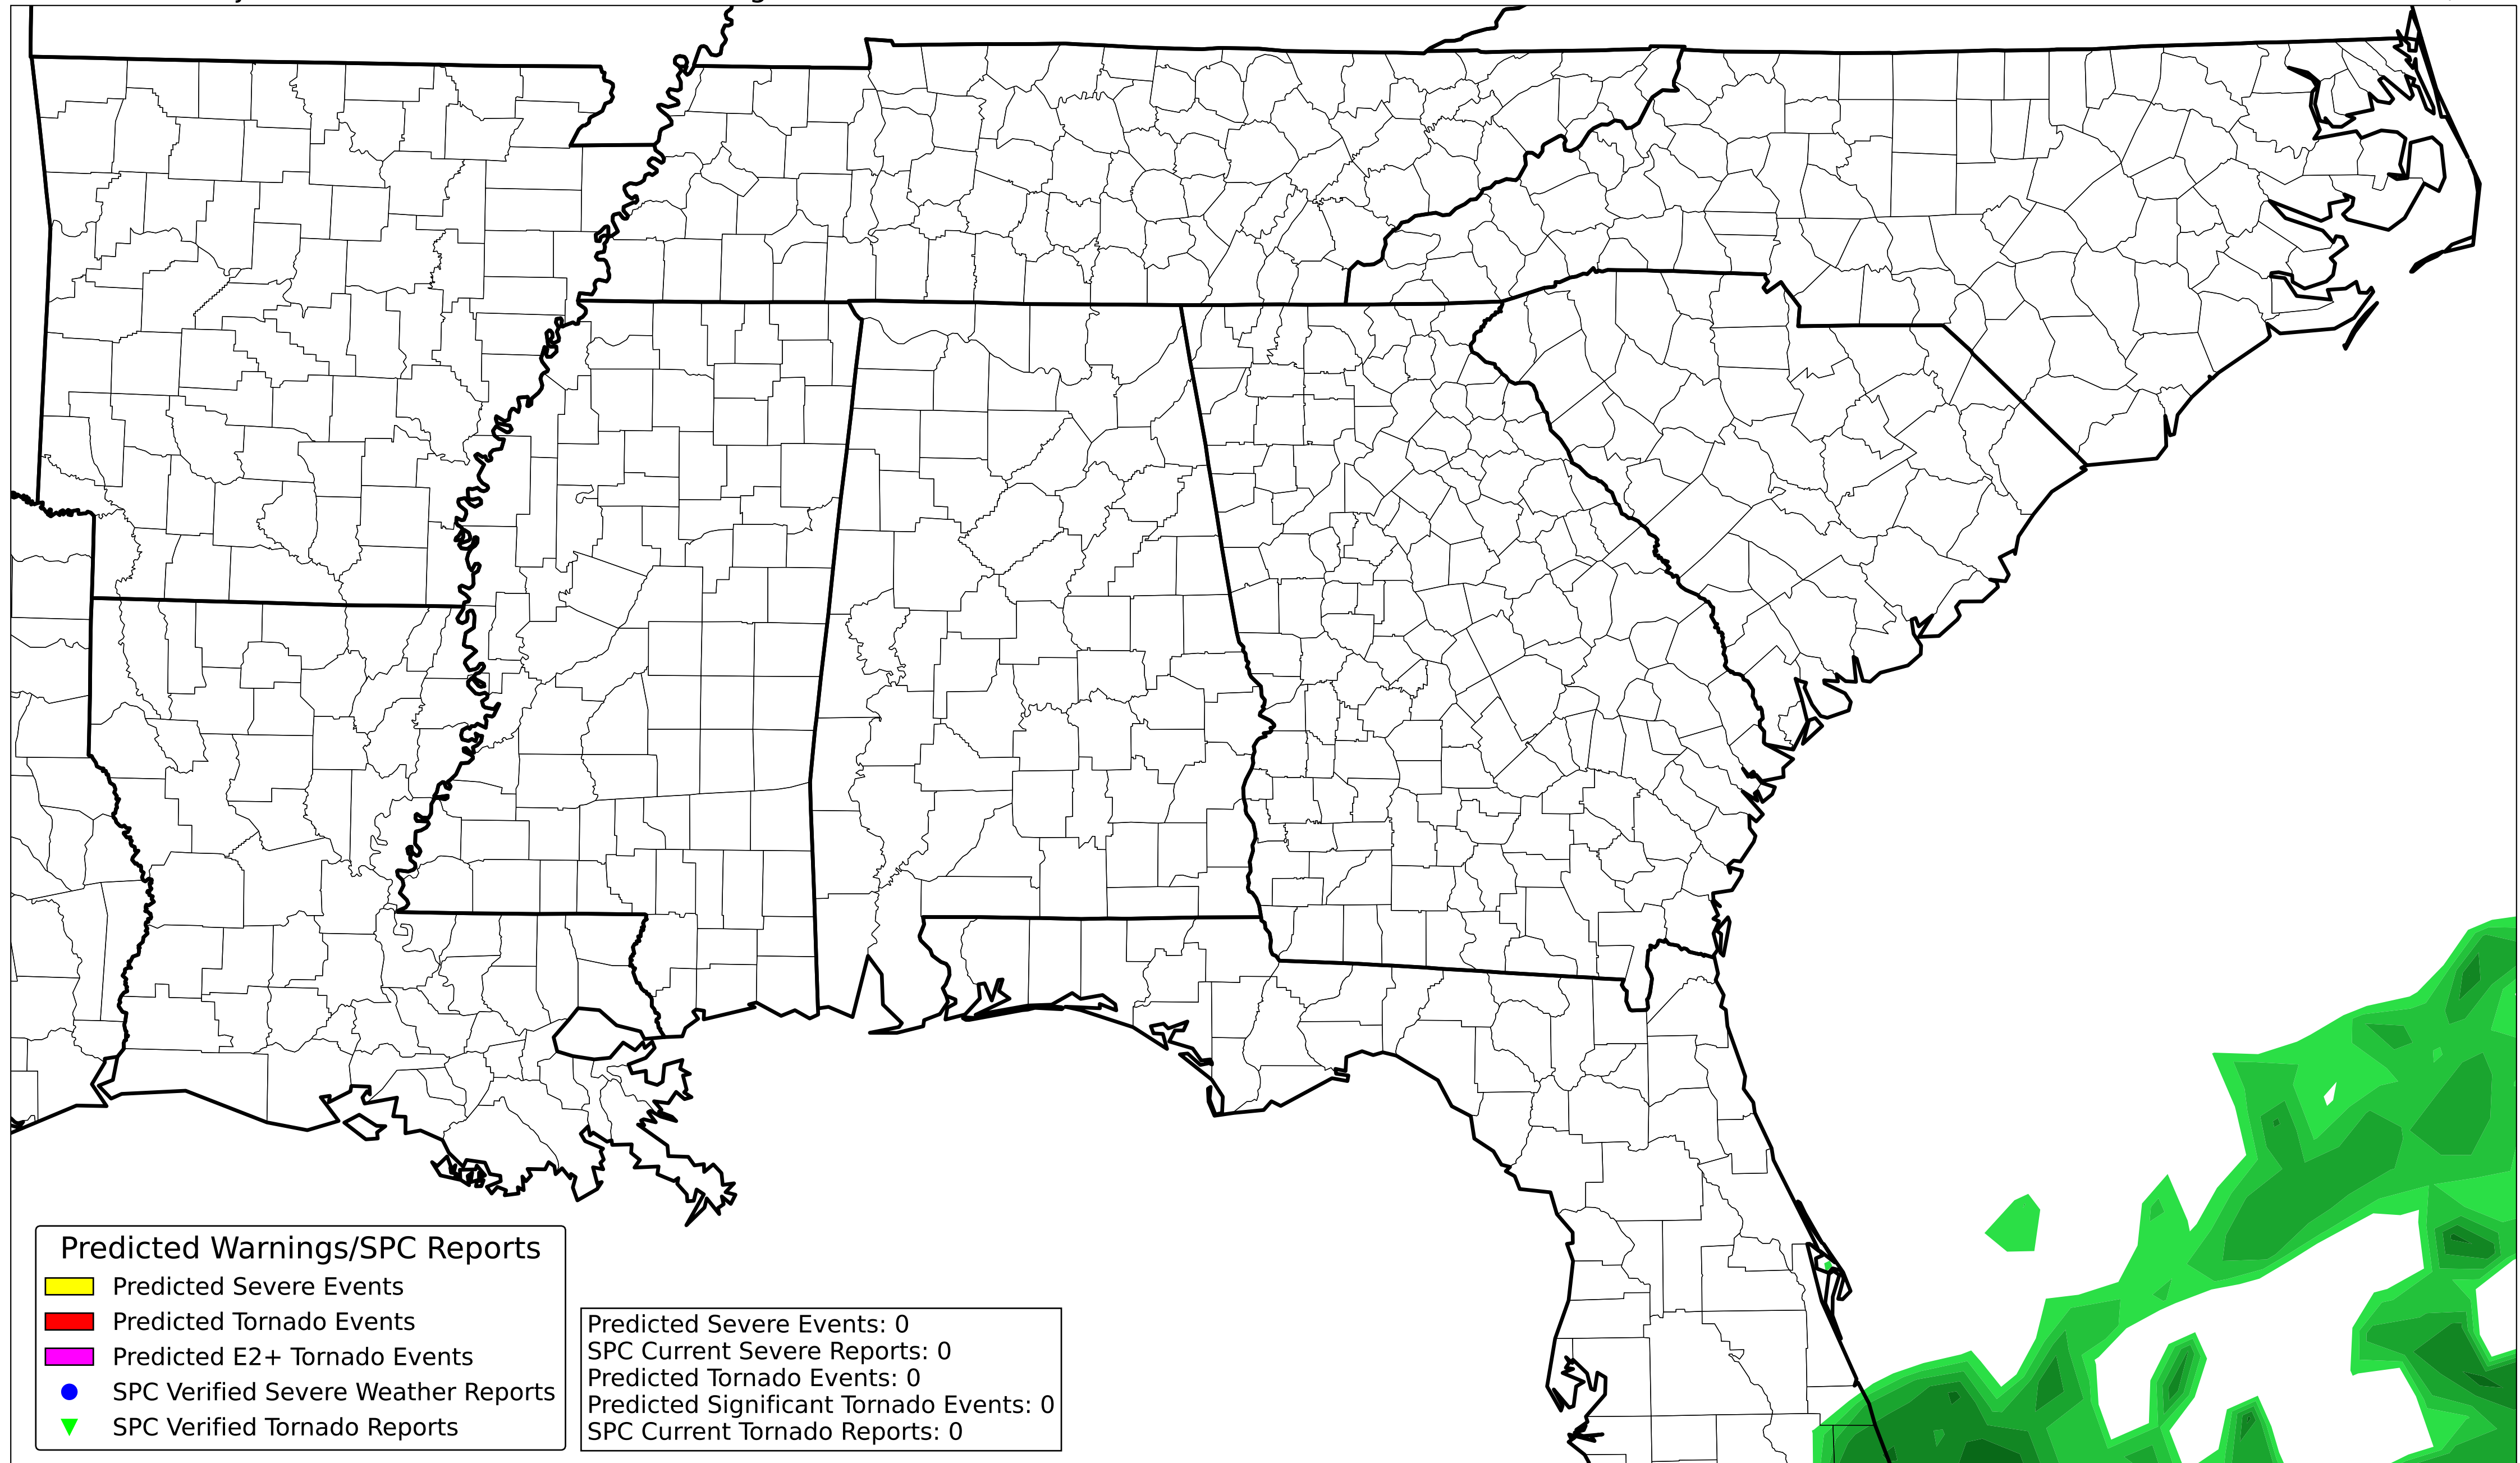 Predicted Warnings/SPC Reports
Predicted Severe Events
Predicted Tornado Events
Predicted E2+ Tornado Events
SPC Verified Severe Weather Reports
SPC Verified Tornado Reports
Predicted Severe Events: 0
SPC Current Severe Reports: 0
Predicted Tornado Events: 0
Predicted Significant Tornado Events: 0
SPC Current Tornado Reports: 0